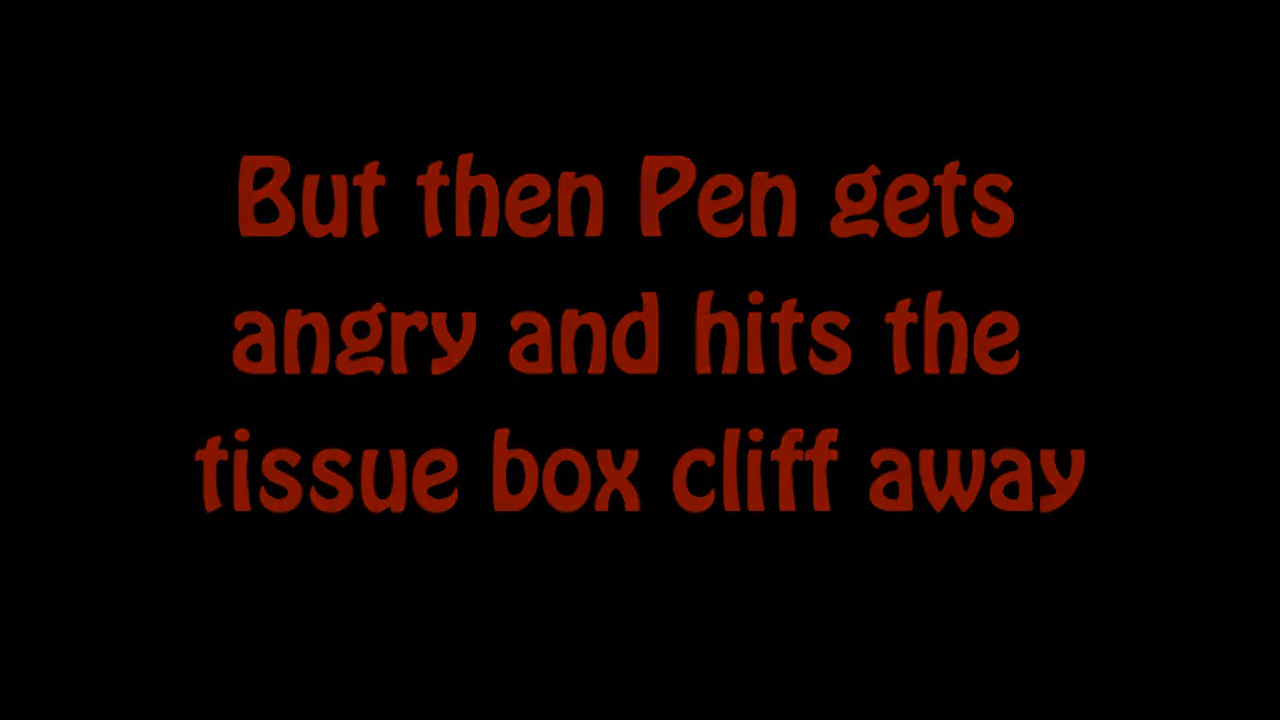 But then Pen gets
angry and hits the
tissue box cliff away